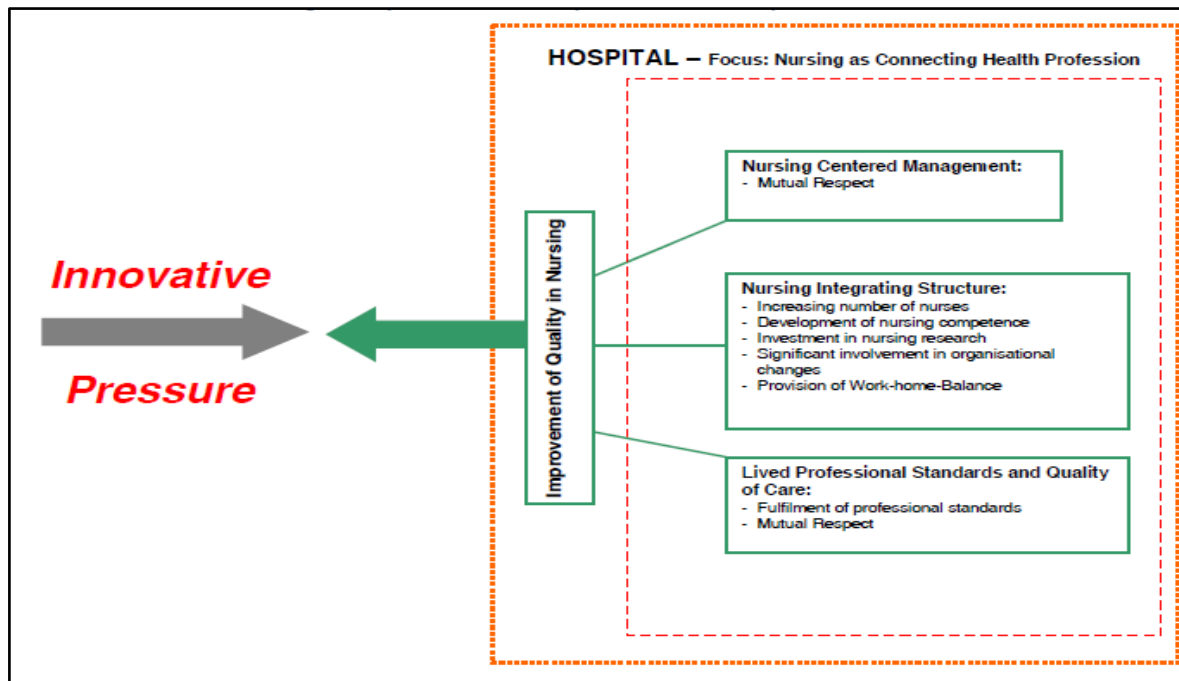 HOSPITAL – Focus: Nursing as Connecting Health Profession
Nursing Centered Management:
- Mutual Respect
Innovative
Pressure
Improvement of Quality in Nursing
Nursing Integrating Structure:
- Increasing number of nurses
- Development of nursing competence
- Investment in nursing research
- Significant involvement in organisational
changes
- Provision of Work-home-Balance
Lived Professional Standards and Quality
of Care:
- Fulfilment of professional standards
- Mutual Respect